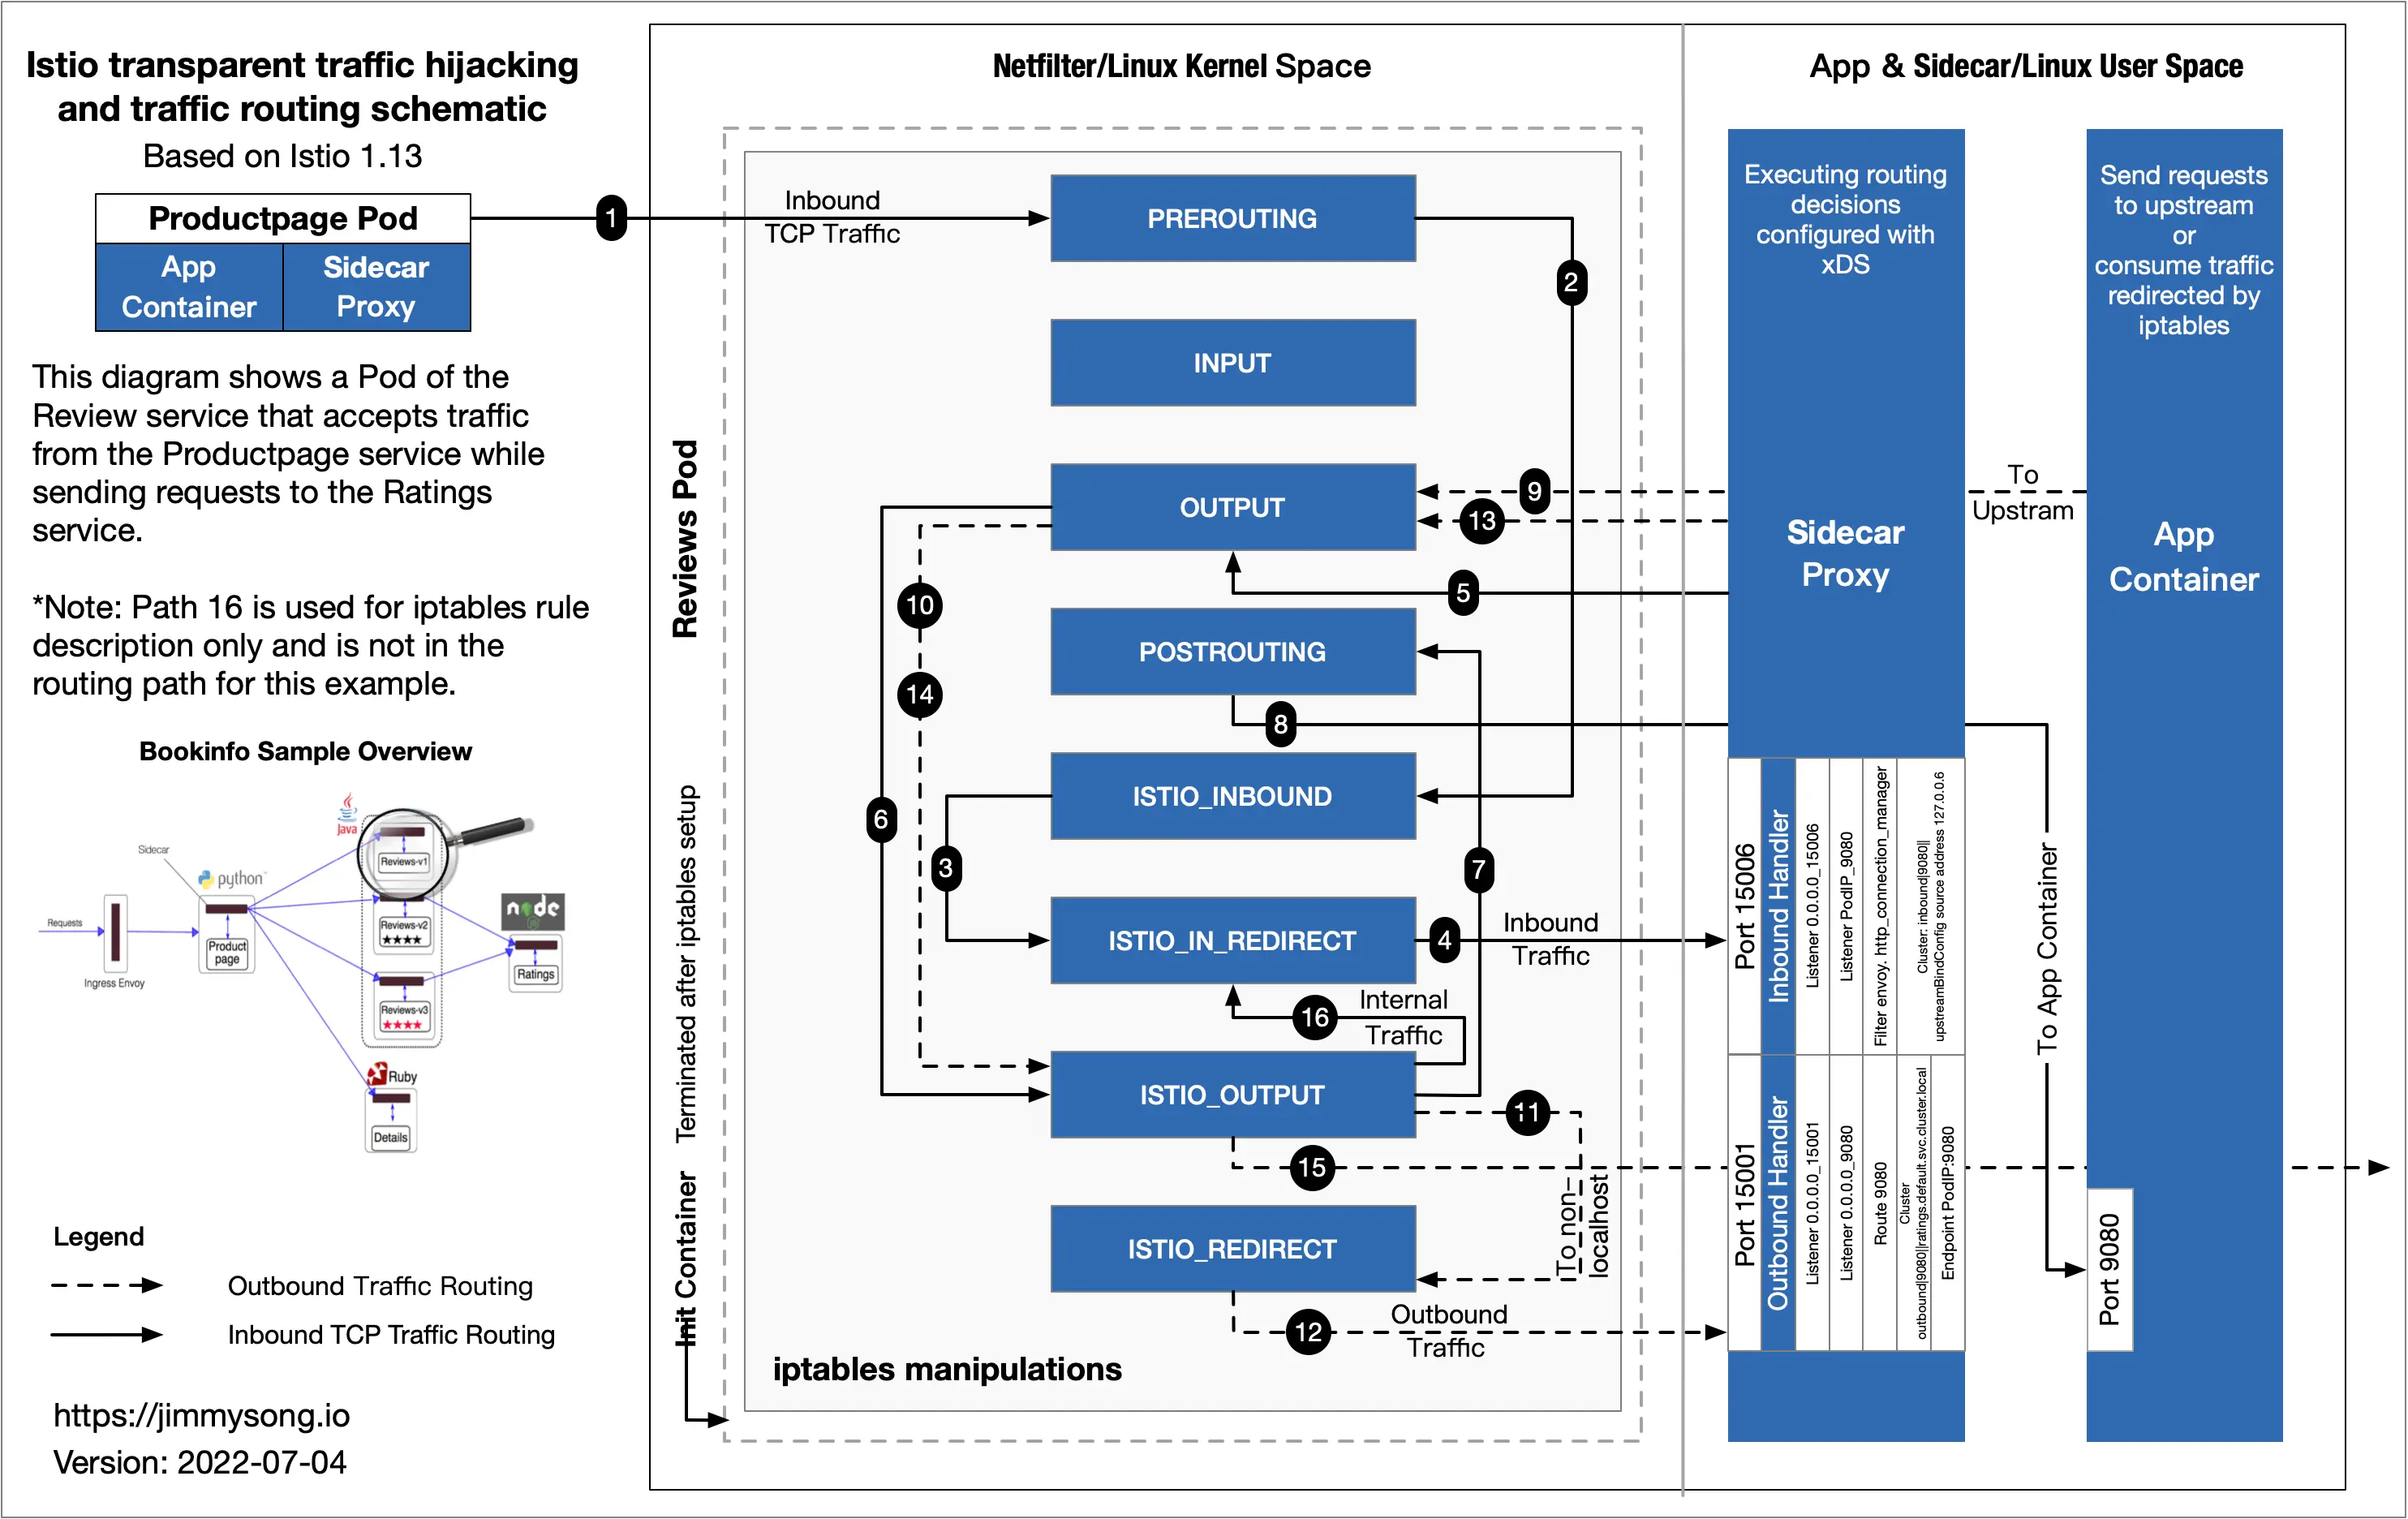 Istio transparent traffic hijacking
and traffic routing schematic
Based on Istio 1.13
Productpage Pod
App
Container
Sidecar
Proxy
This diagram shows a Pod of the
Review service that accepts traffic
from the Productpage service while
sending requests to the Ratings
service.
*Note: Path 16 is used for iptables rule
description only and is not in the
routing path for this example.
Bookinfo Sample Overview
Java
Sidecar
python
Reviews-v1
node
Requests
Product
page
Reviews-v2
Ratings
Ingress Envoy
Reviews-v3
Ruby
Details
Legend
Outbound Traffic Routing
Inbound TCP Traffic Routing
https://jimmysong.io
Version: 2022-07-04
Netfilter/Linux Kernel Space
Reviews Pod
Terminated after iptables setup
Init Container
1
Inbound
TCP Traffic
PREROUTING
2
INPUT
OUTPUT
9
13
5
10
14
POSTROUTING
8
ISTIO_INBOUND
6
3
7
ISTIO_IN_REDIRECT
4
Inbound
Traffic
16
Internal
Traffic
ISTIO_OUTPUT
11
15
To non-
localhost
ISTIO_REDIRECT
12
Outbound
Traffic
iptables manipulations
App & Sidecar/Linux User Space
Executing routing
decisions
configured with
xDS
Sidecar
Proxy
Port 15006
Inbound Handler
Listener 0.0.0.0_15006
Listener PodIP_9080
Filter envoy. http_connection_manager
Cluster: inbound|9080||
upstreamBindConfig source address 127.0.0.6
Port 15001
Outbound Handler
Listener 0.0.0.0_15001
Listener 0.0.0.0_9080
Route 9080
Cluster
outbound|9080||ratings.default.svc.cluster.local
Endpoint PodIP:9080
To
Upstram
To App Container
Send requests
to upstream
or
consume traffic
redirected by
iptables
App
Container
Port 9080